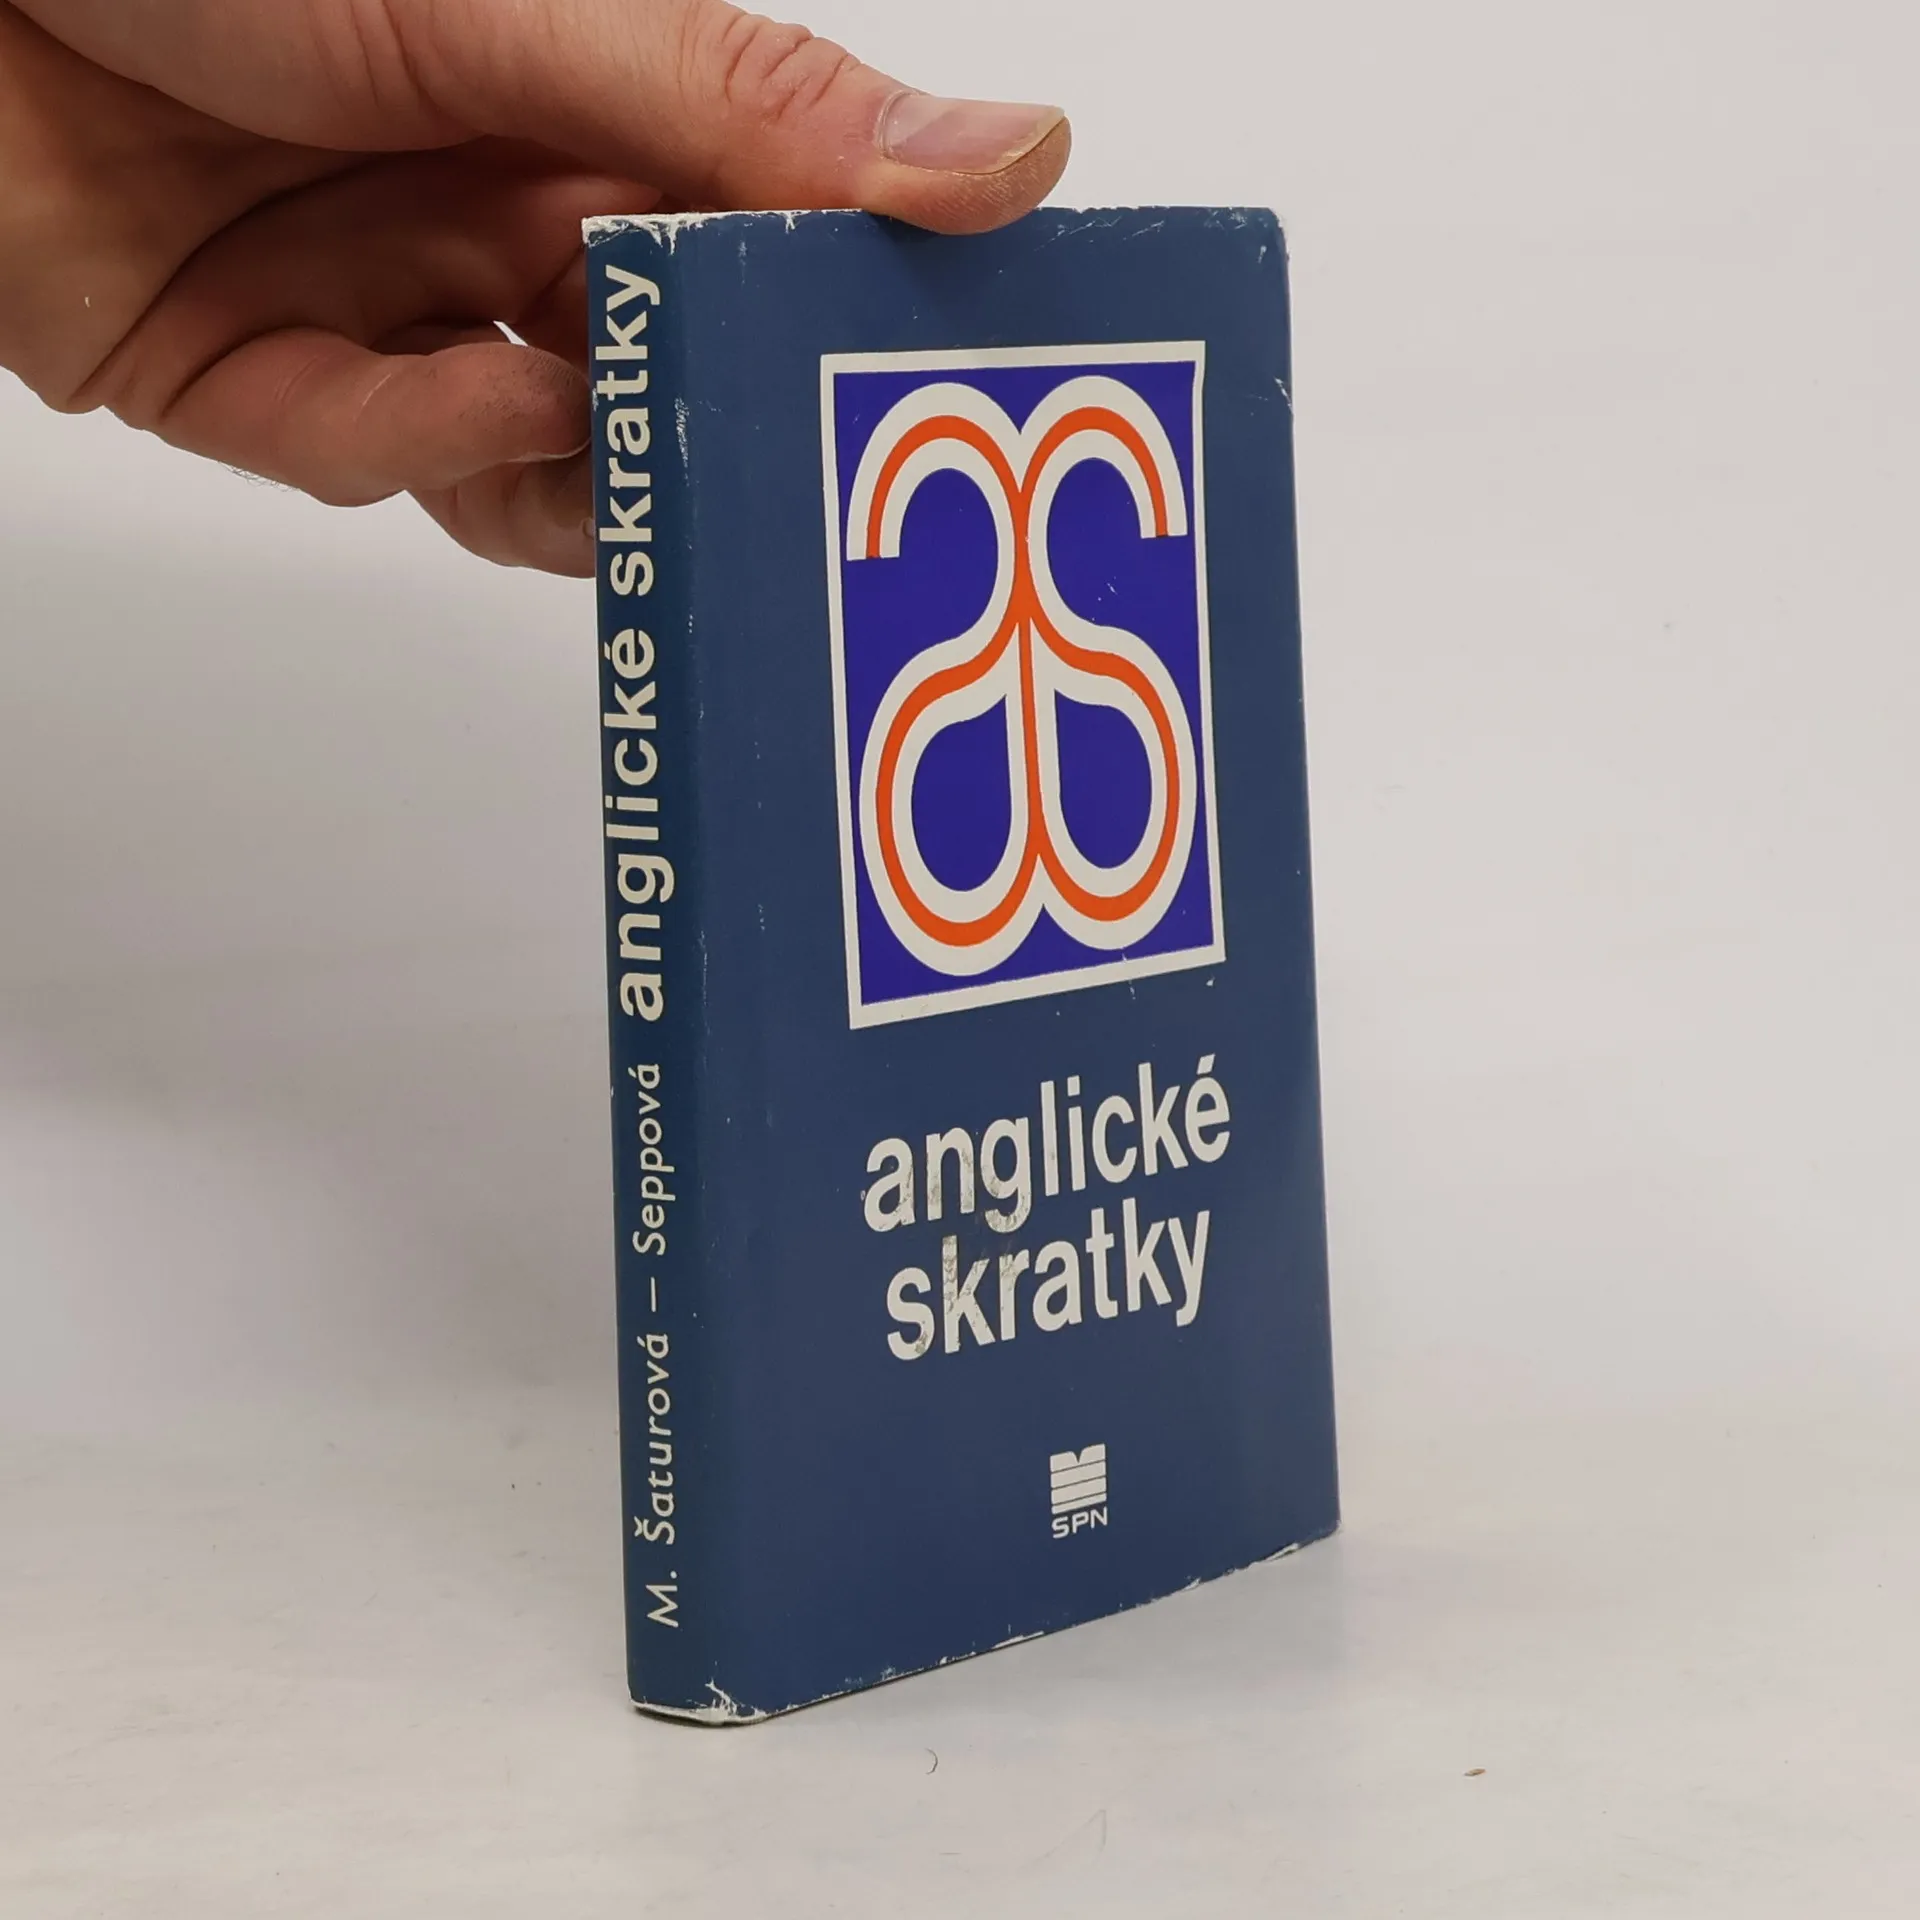 M. Šaturová – Seppová anglické skratky
anglické
skratky
SPN